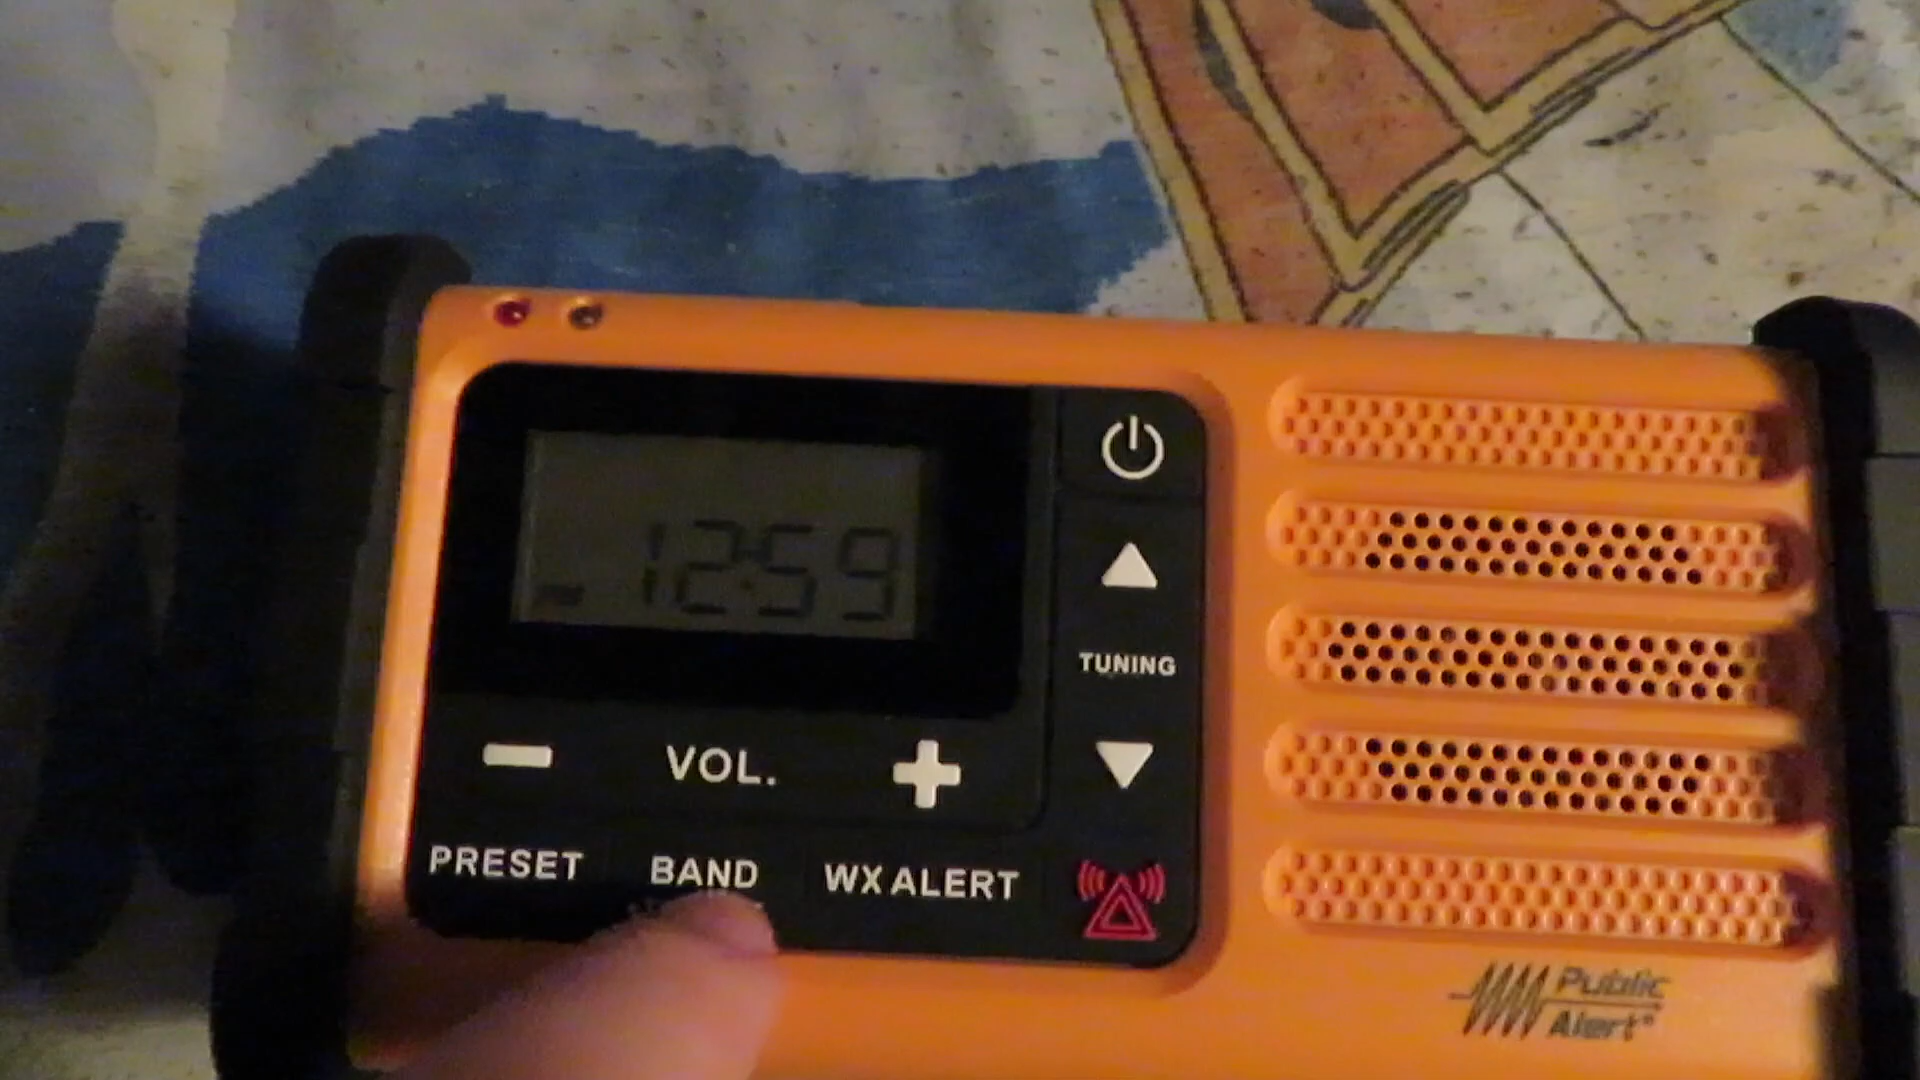 12:59
TUNING
VOL.
PRESET BAND WX ALERT
Public
Alert®